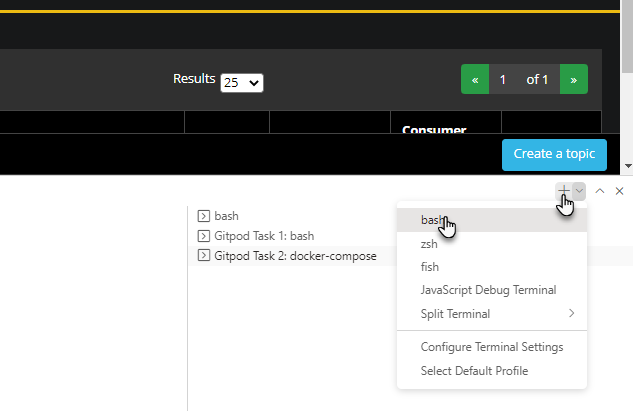 Results 25
« 1 of 1 »
Consumer
Create a topic
bash
Gitpod Task 1: bash
Gitpod Task 2: docker-compose
bash
zsh
fish
JavaScript Debug Terminal
Split Terminal
Configure Terminal Settings
Select Default Profile